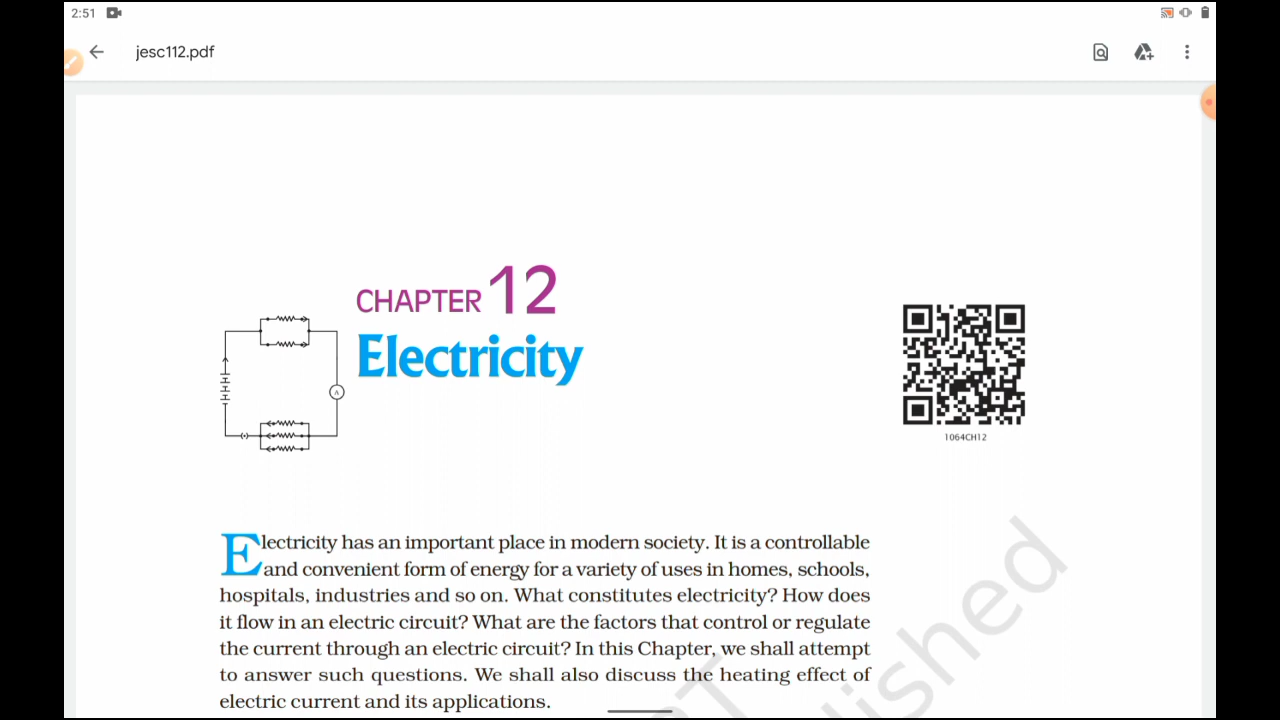 2:51
jesc112.pdf
CHAPTER 12
Electricity
A
1064CH12
Electricity has an important place in modern society. It is a controllable
and convenient form of energy for a variety of uses in homes, schools,
hospitals, industries and so on. What constitutes electricity? How does
it flow in an electric circuit? What are the factors that control or regulate
the current through an electric circuit? In this Chapter, we shall attempt
to answer such questions. We shall also discuss the heating effect of
electric current and its applications.